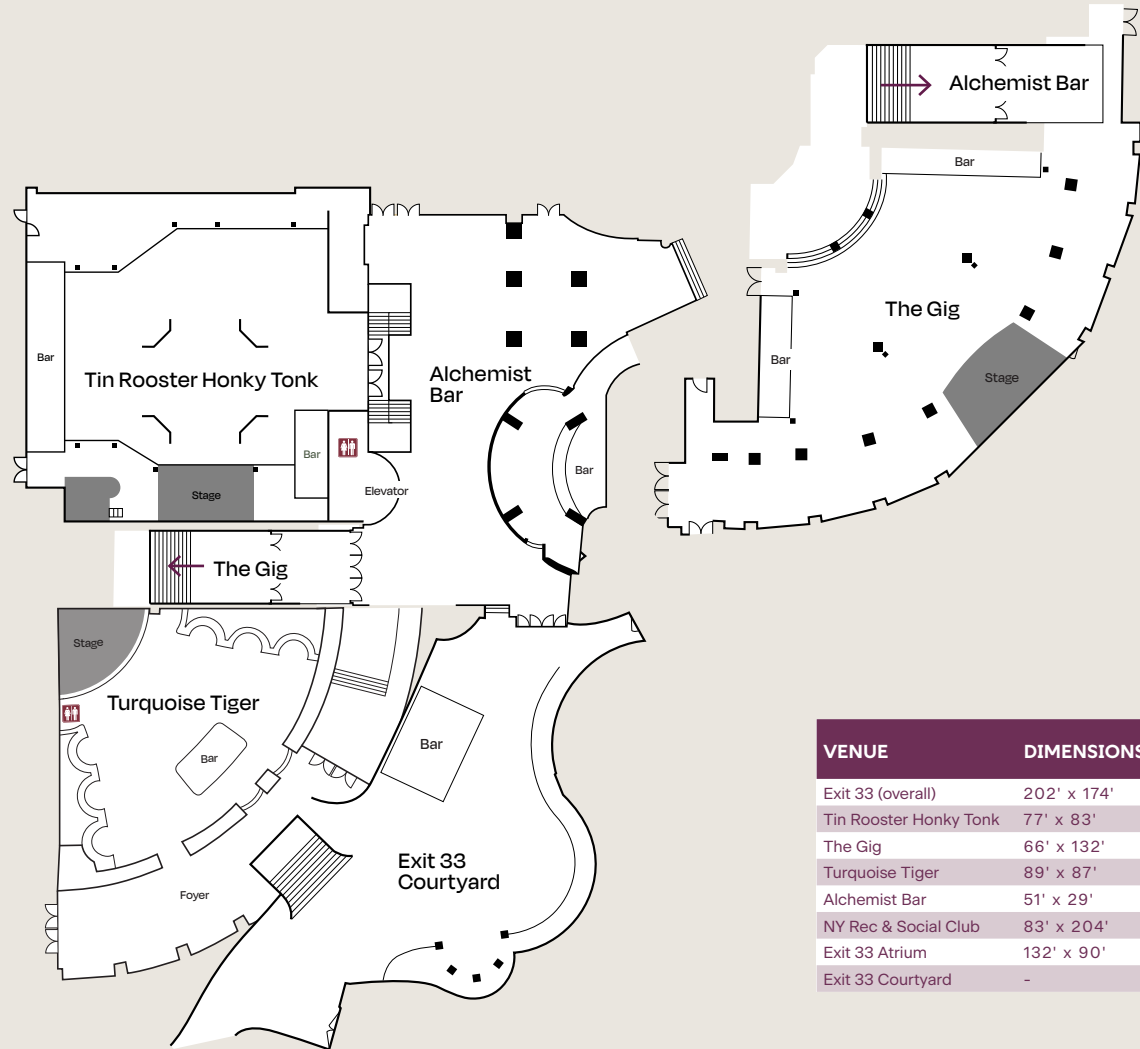 Alchemist Bar
Bar
The Gig
Bar
Stage
Bar
Tin Rooster Honky Tonk
Alchemist
Bar
Bar
Bar
Elevator
Stage
The Gig
Stage
Turquoise Tiger
Bar
Bar
Exit 33
Courtyard
Foyer
VENUE DIMENSIONS
Exit 33 (overall) 202' x 174'
Tin Rooster Honky Tonk 77' x 83'
The Gig 66' x 132'
Turquoise Tiger 89' x 87'
Alchemist Bar 51' x 29'
NY Rec & Social Club 83' x 204'
Exit 33 Atrium 132' x 90'
Exit 33 Courtyard -